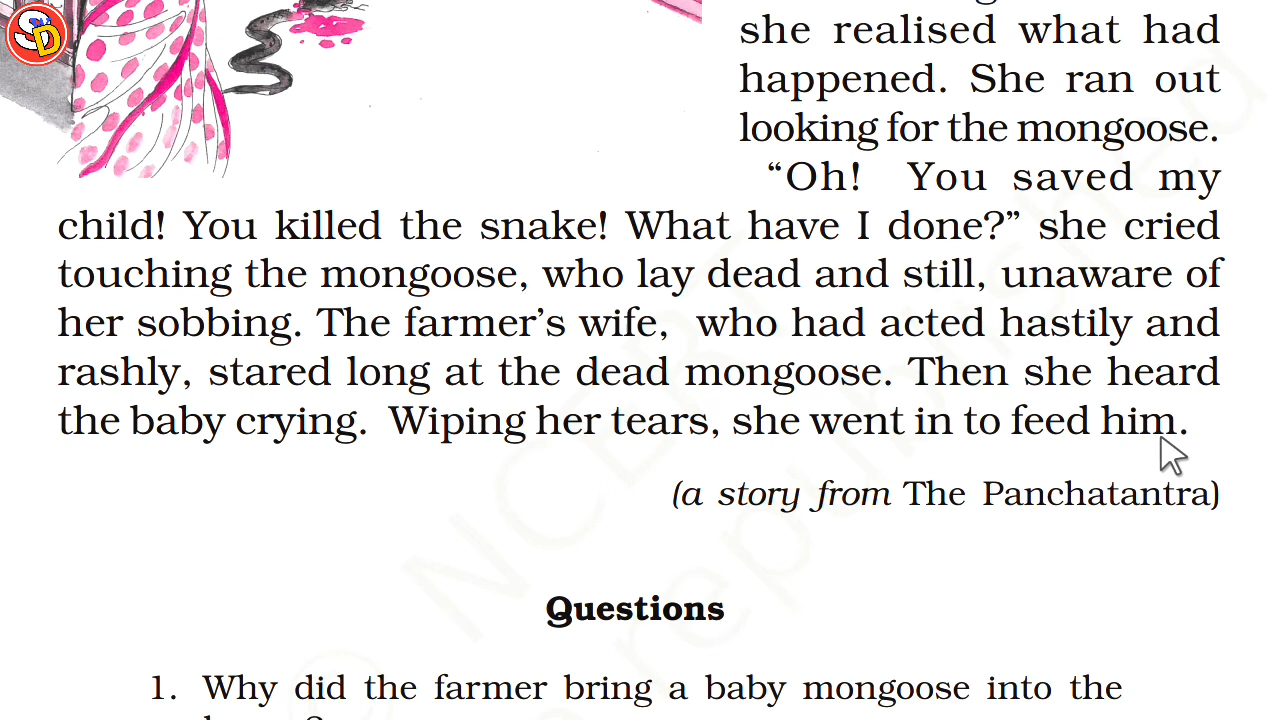 she realised what had
happened. She ran out
looking for the mongoose.
“Oh! You saved my
child! You killed the snake! What have I done?” she cried
touching the mongoose, who lay dead and still, unaware of
her sobbing. The farmer’s wife, who had acted hastily and
rashly, stared long at the dead mongoose. Then she heard
the baby crying. Wiping her tears, she went in to feed him.
(a story from The Panchatantra)
© NCERT
republished
Questions
1. Why did the farmer bring a baby mongoose into the
SD